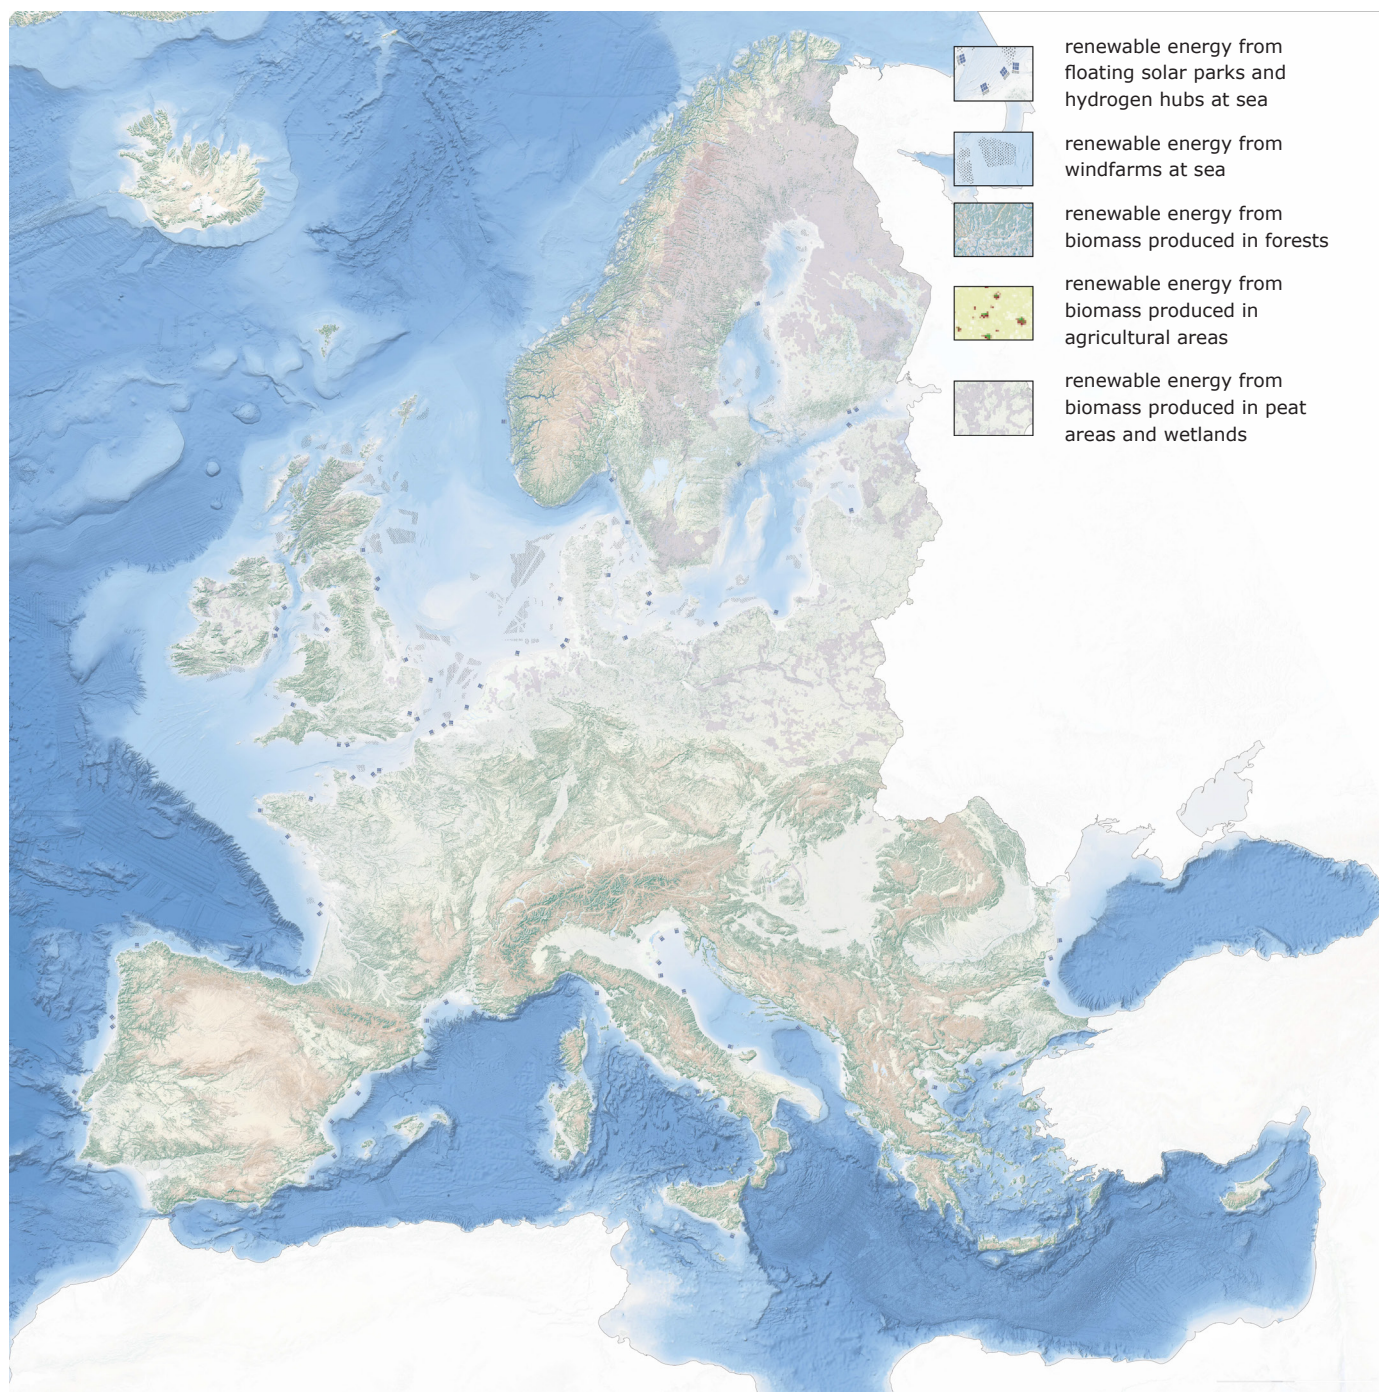 renewable energy from
floating solar parks and
hydrogen hubs at sea
renewable energy from
windfarms at sea
renewable energy from
biomass produced in forests
renewable energy from
biomass produced in
agricultural areas
renewable energy from
biomass produced in peat
areas and wetlands